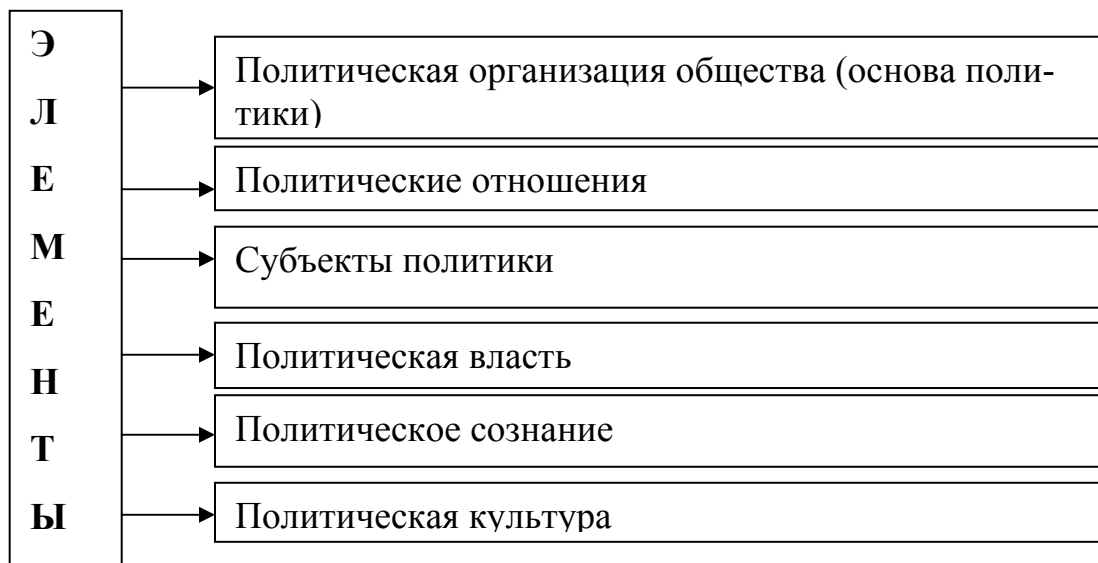 Э
Л
Е
М
Е
Н
Т
Ы
Политическая организация общества (основа поли-
тики)
Политические отношения
Субъекты политики
Политическая власть
Политическое сознание
Политическая культура